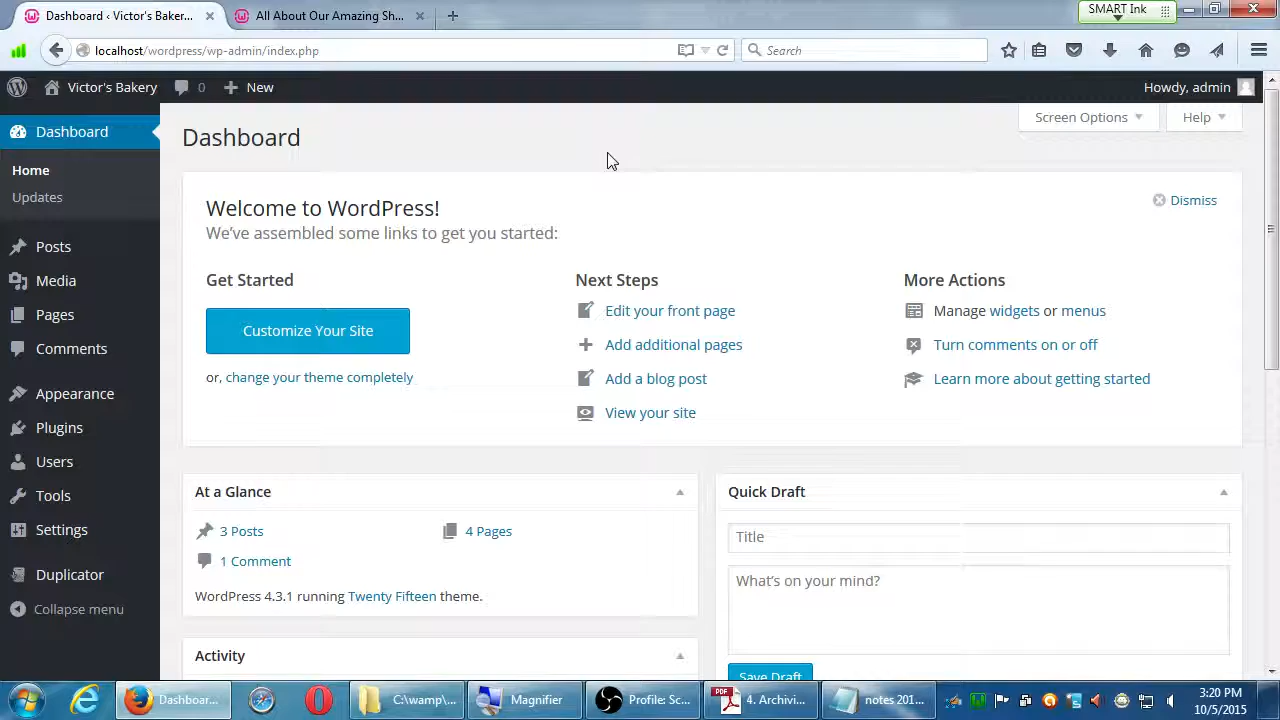 Dashboard ‹ Victor's Bakery...
All About Our Amazing Sh...
SMART Ink
localhost/wordpress/wp-admin/index.php
Search
Victor's Bakery
0
New
Howdy, admin
Dashboard
Home
Updates
Posts
Media
Pages
Comments
Appearance
Plugins
Users
Tools
Settings
Duplicator
Collapse menu
Dashboard
Screen Options
Help
Welcome to WordPress!
We've assembled some links to get you started:
Dismiss
Get Started
Customize Your Site
or, change your theme completely
Next Steps
Edit your front page
Add additional pages
Add a blog post
View your site
More Actions
Manage widgets or menus
Turn comments on or off
Learn more about getting started
At a Glance
3 Posts
4 Pages
1 Comment
WordPress 4.3.1 running Twenty Fifteen theme.
Activity
Quick Draft
Title
What's on your mind?
Save Draft
Dashboar...
C:\wamp\...
Magnifier
Profile: Sc...
PDF
4. Archivi...
notes 201...
3:20 PM
10/5/2015